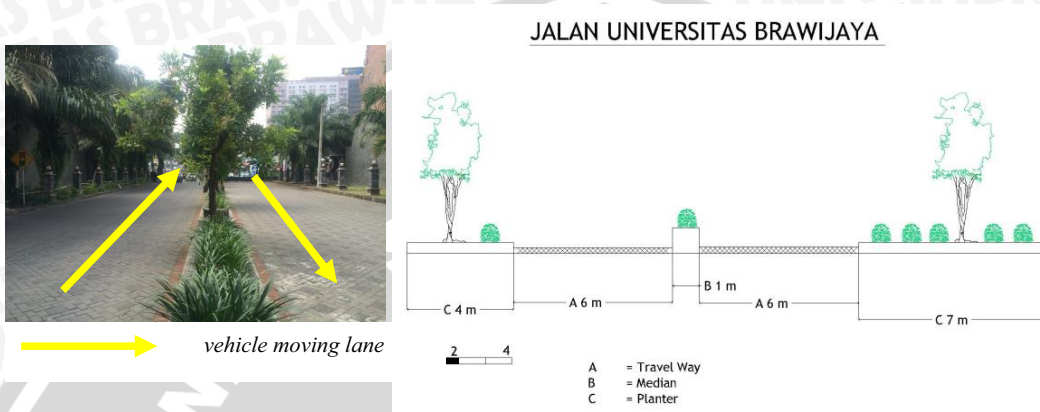 JALAN UNIVERSITAS BRAWIJAYA
B 1 m
A 6 m
A 6 m
C 4 m
C 7 m
vehicle moving lane
2 4
A = Travel Way
B = Median
C = Planter